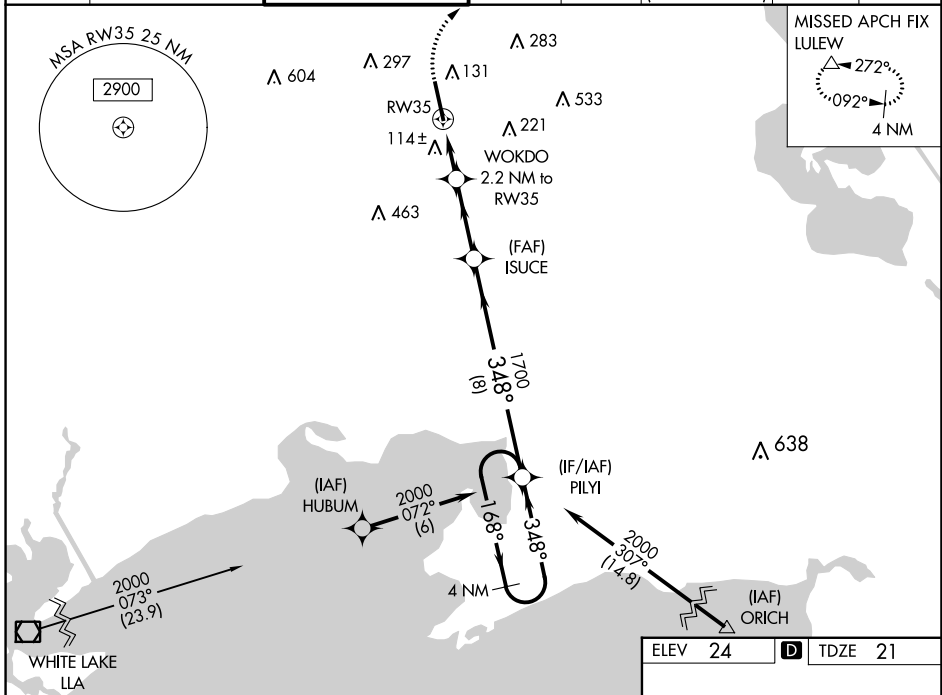 MSA RW35 25 NM
2900
604
297
283
131
533
221
RW35
114±
WOKDO
2.2 NM to
RW35
463
(FAF)
ISUCE
MISSED APCH FIX
LULEW
272°
092°
4 NM
1700
348°
(8)
638
(IF/IAF)
PILYI
(IAF)
HUBUM
2000
072°
(6)
168°
348°
4 NM
2000
307°
(14.8)
(IAF)
ORICH
2000
073°
(23.9)
WHITE LAKE
LLA
ELEV 24 D TDZE 21